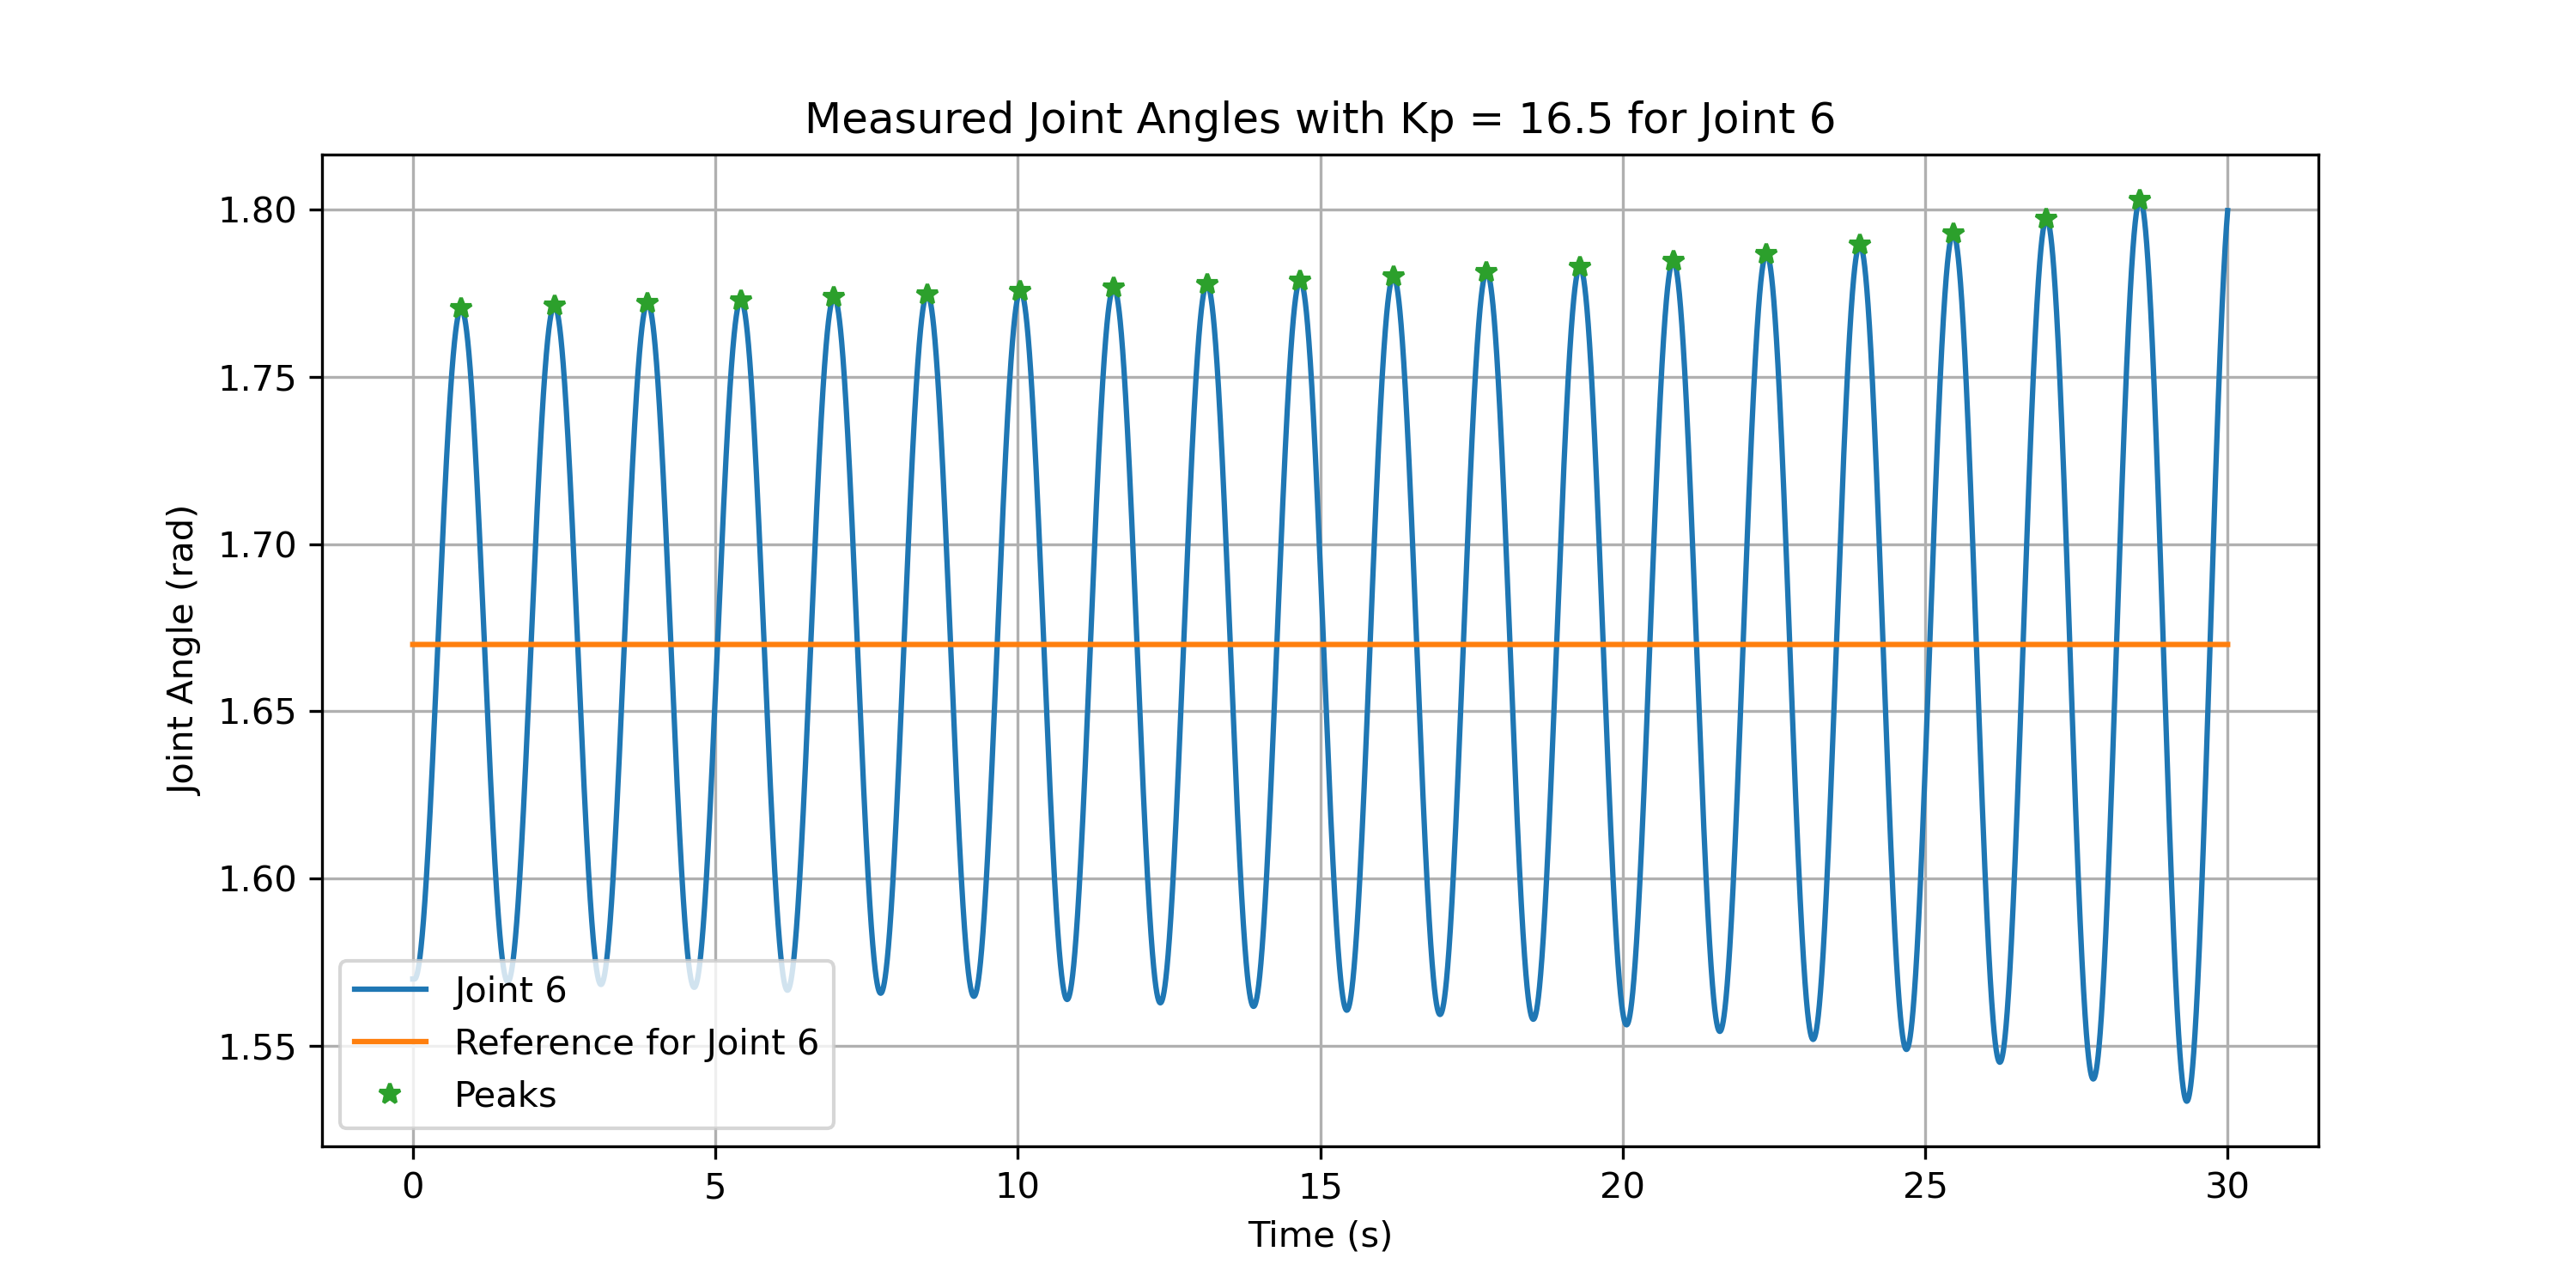 Measured Joint Angles with Kp = 16.5 for Joint 6
Joint Angle (rad)
1.80
1.75
1.70
1.65
1.60
1.55
Joint 6
Reference for Joint 6
Peaks
0 5 10 15 20 25 30
Time (s)